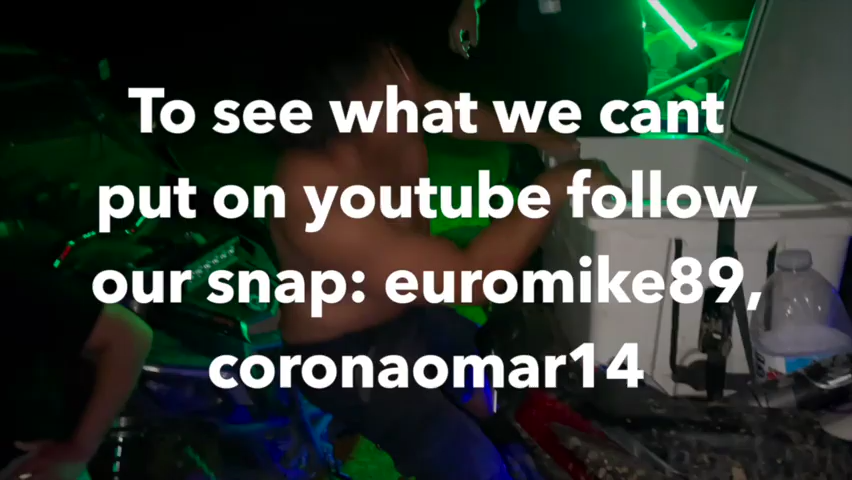 To see what we cant
put on youtube follow
our snap: euromike89,
coronaomar14